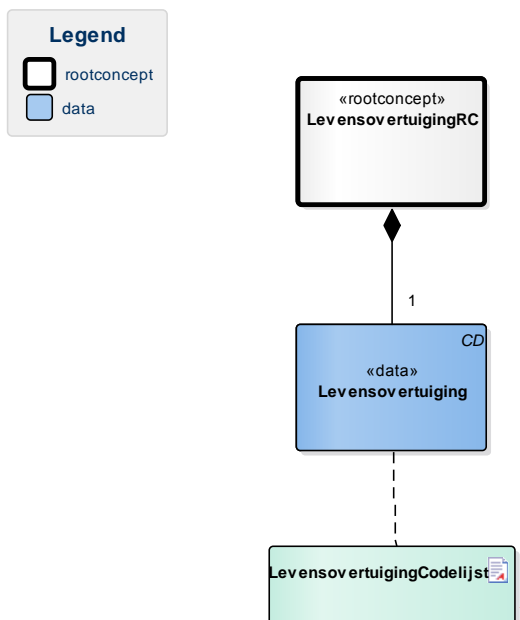 Legend
rootconcept
data
«rootconcept»
LevensovertuigingRC
1
CD
«data»
Levensovertuiging
LevensovertuigingCodelijst